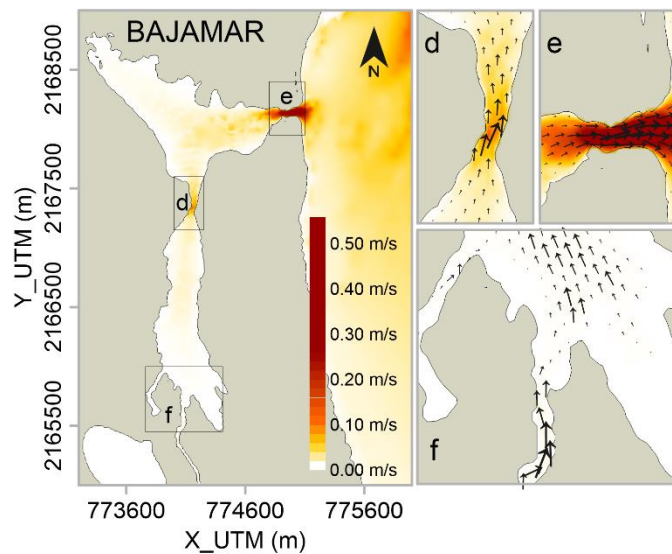 BAJAMAR
N
e
d
f
0.50 m/s
0.40 m/s
0.30 m/s
0.20 m/s
0.10 m/s
0.00 m/s
2168500
2167500
2166500
2165500
Y_UTM (m)
773600
774600
775600
X_UTM (m)
d
e
f